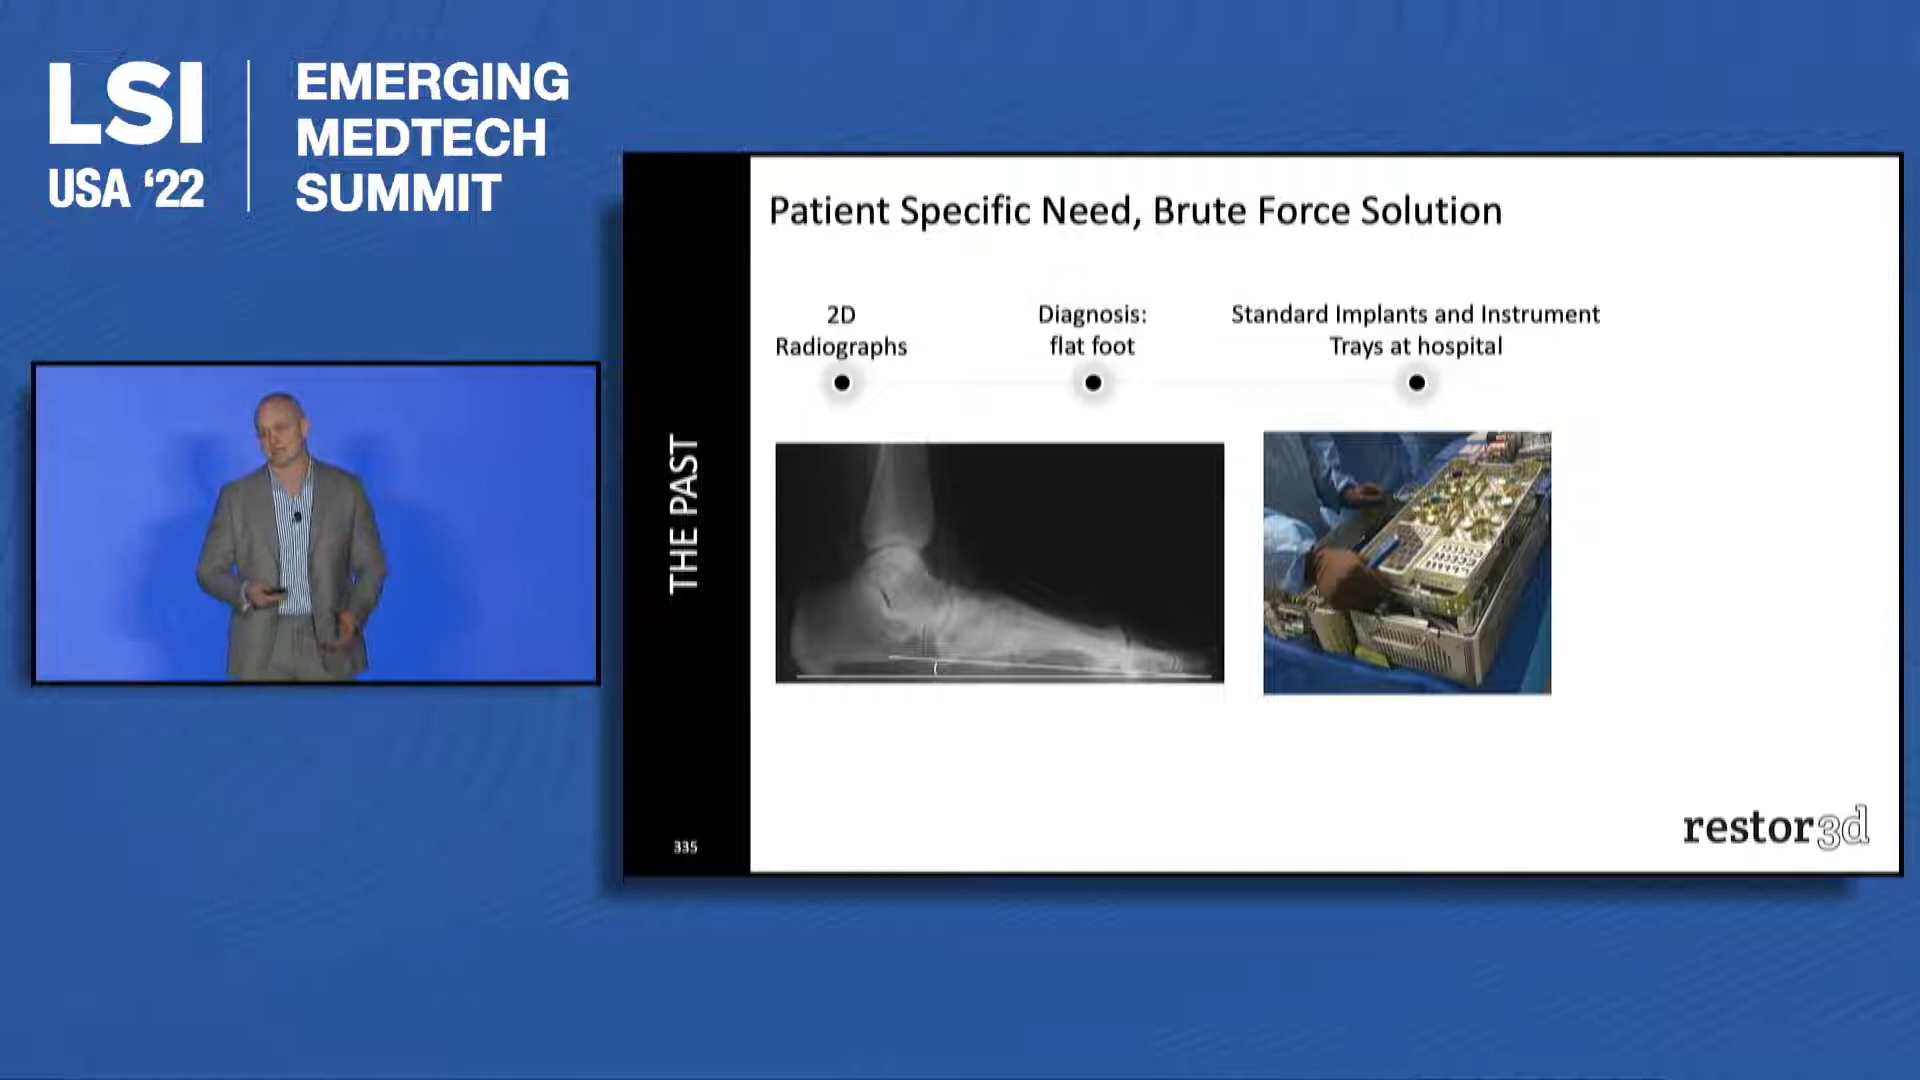 LSI
USA ‘22
EMERGING
MEDTECH
SUMMIT
Patient Specific Need, Brute Force Solution
2D
Radiographs
Diagnosis:
flat foot
Standard Implants and Instrument
Trays at hospital
THE PAST
335
restor3d